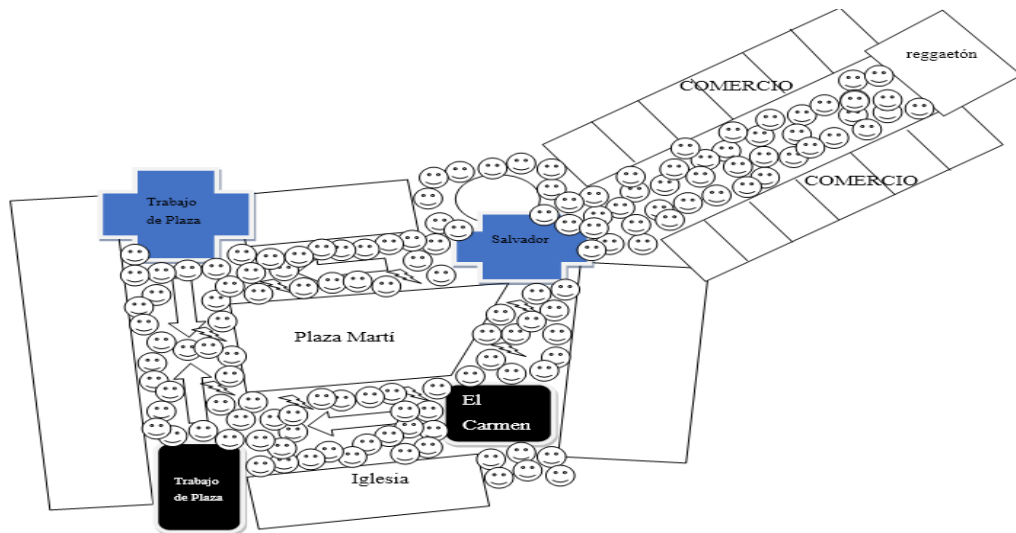 reggaetón
COMERCIO
COMERCIO
Trabajo
de Plaza
Salvador
Plaza Martí
El
Carmen
Iglesia
Trabajo
de Plaza